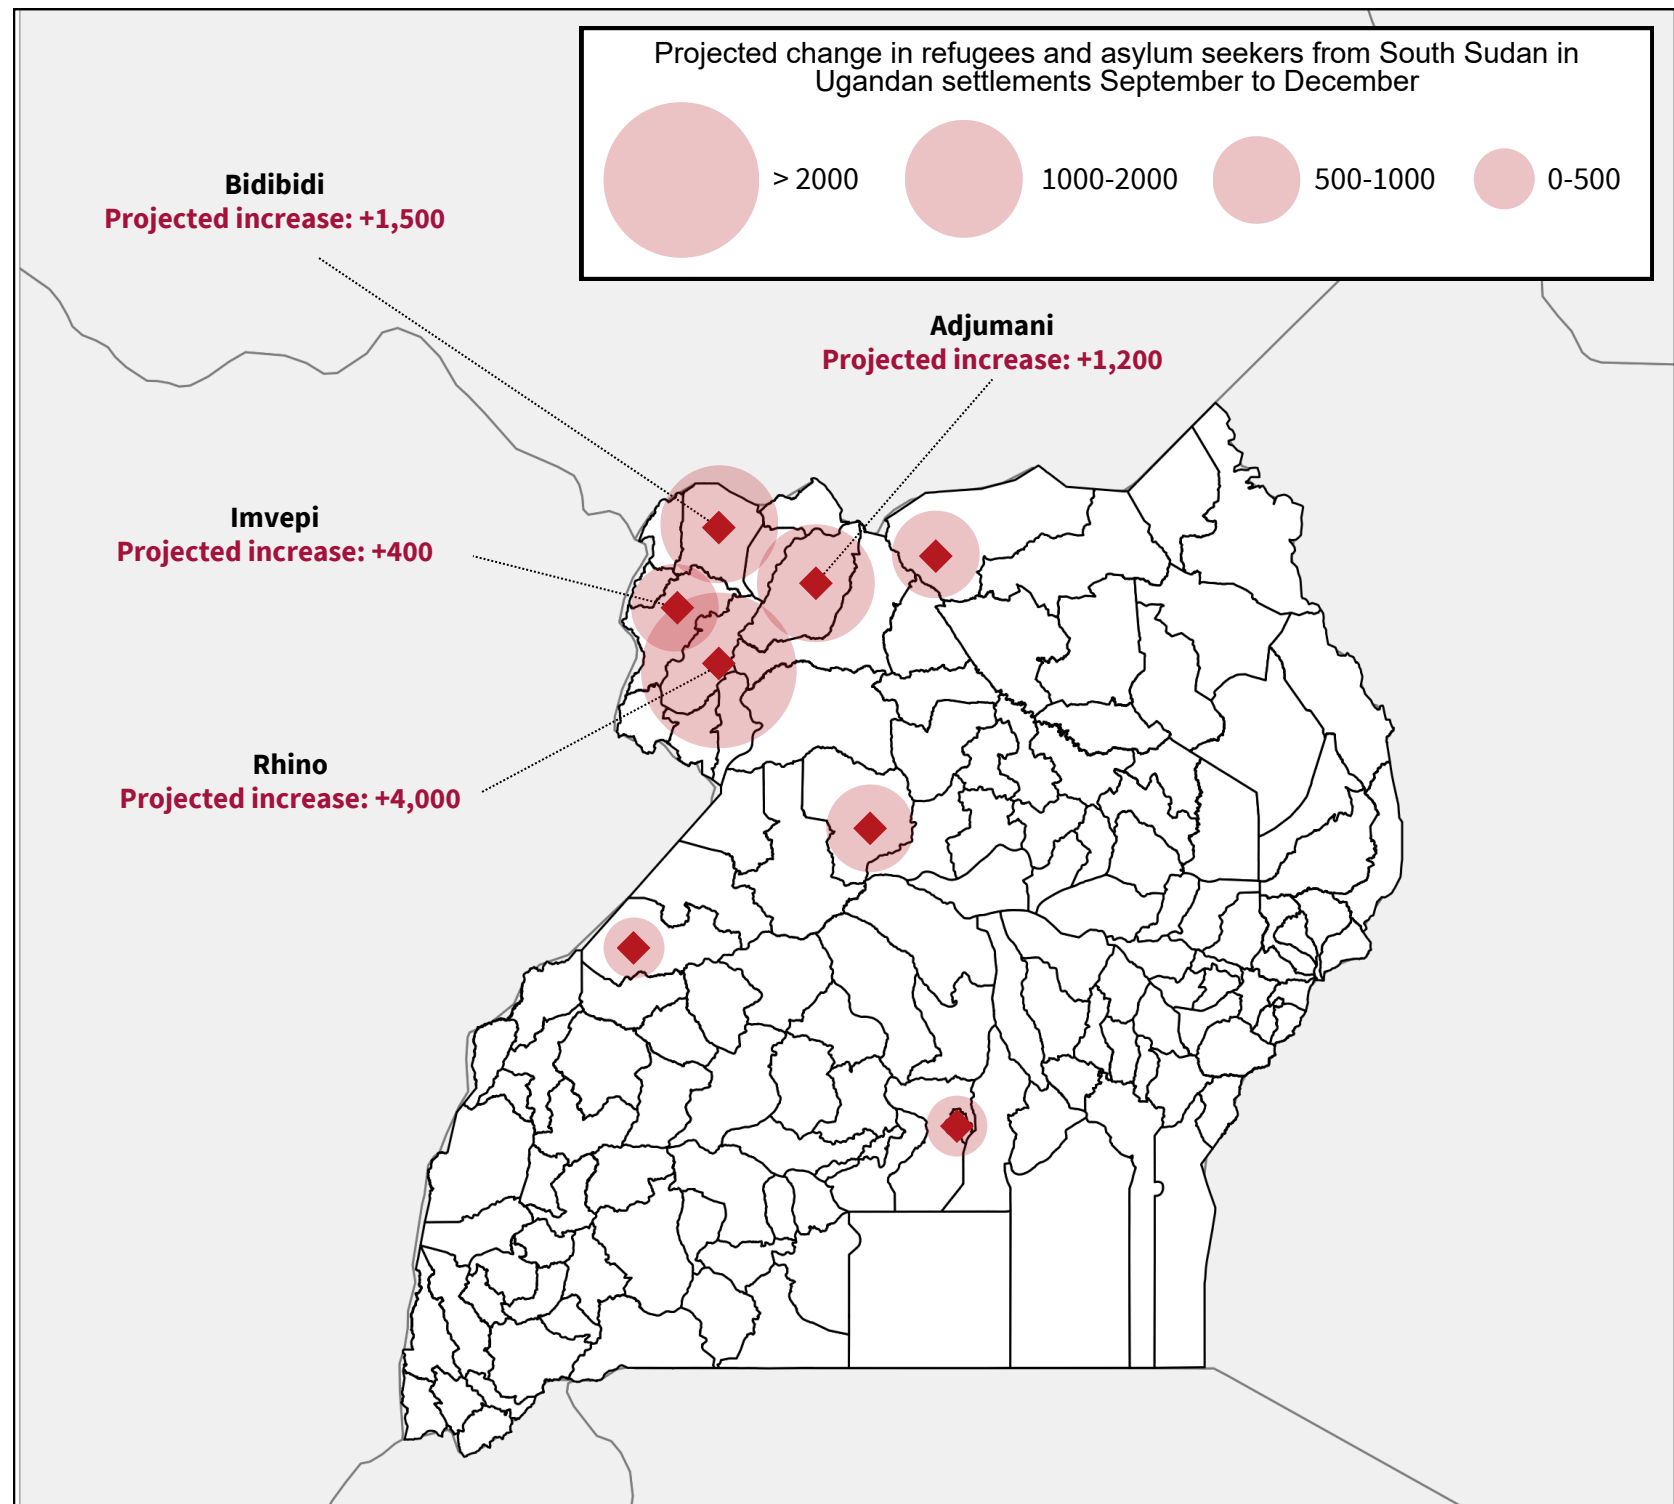 Projected change in refugees and asylum seekers from South Sudan in
Ugandan settlements September to December
> 2000
1000-2000
500-1000
0-500
Bidibidi
Projected increase: +1,500
Adjumani
Projected increase: +1,200
Imvepi
Projected increase: +400
Rhino
Projected increase: +4,000